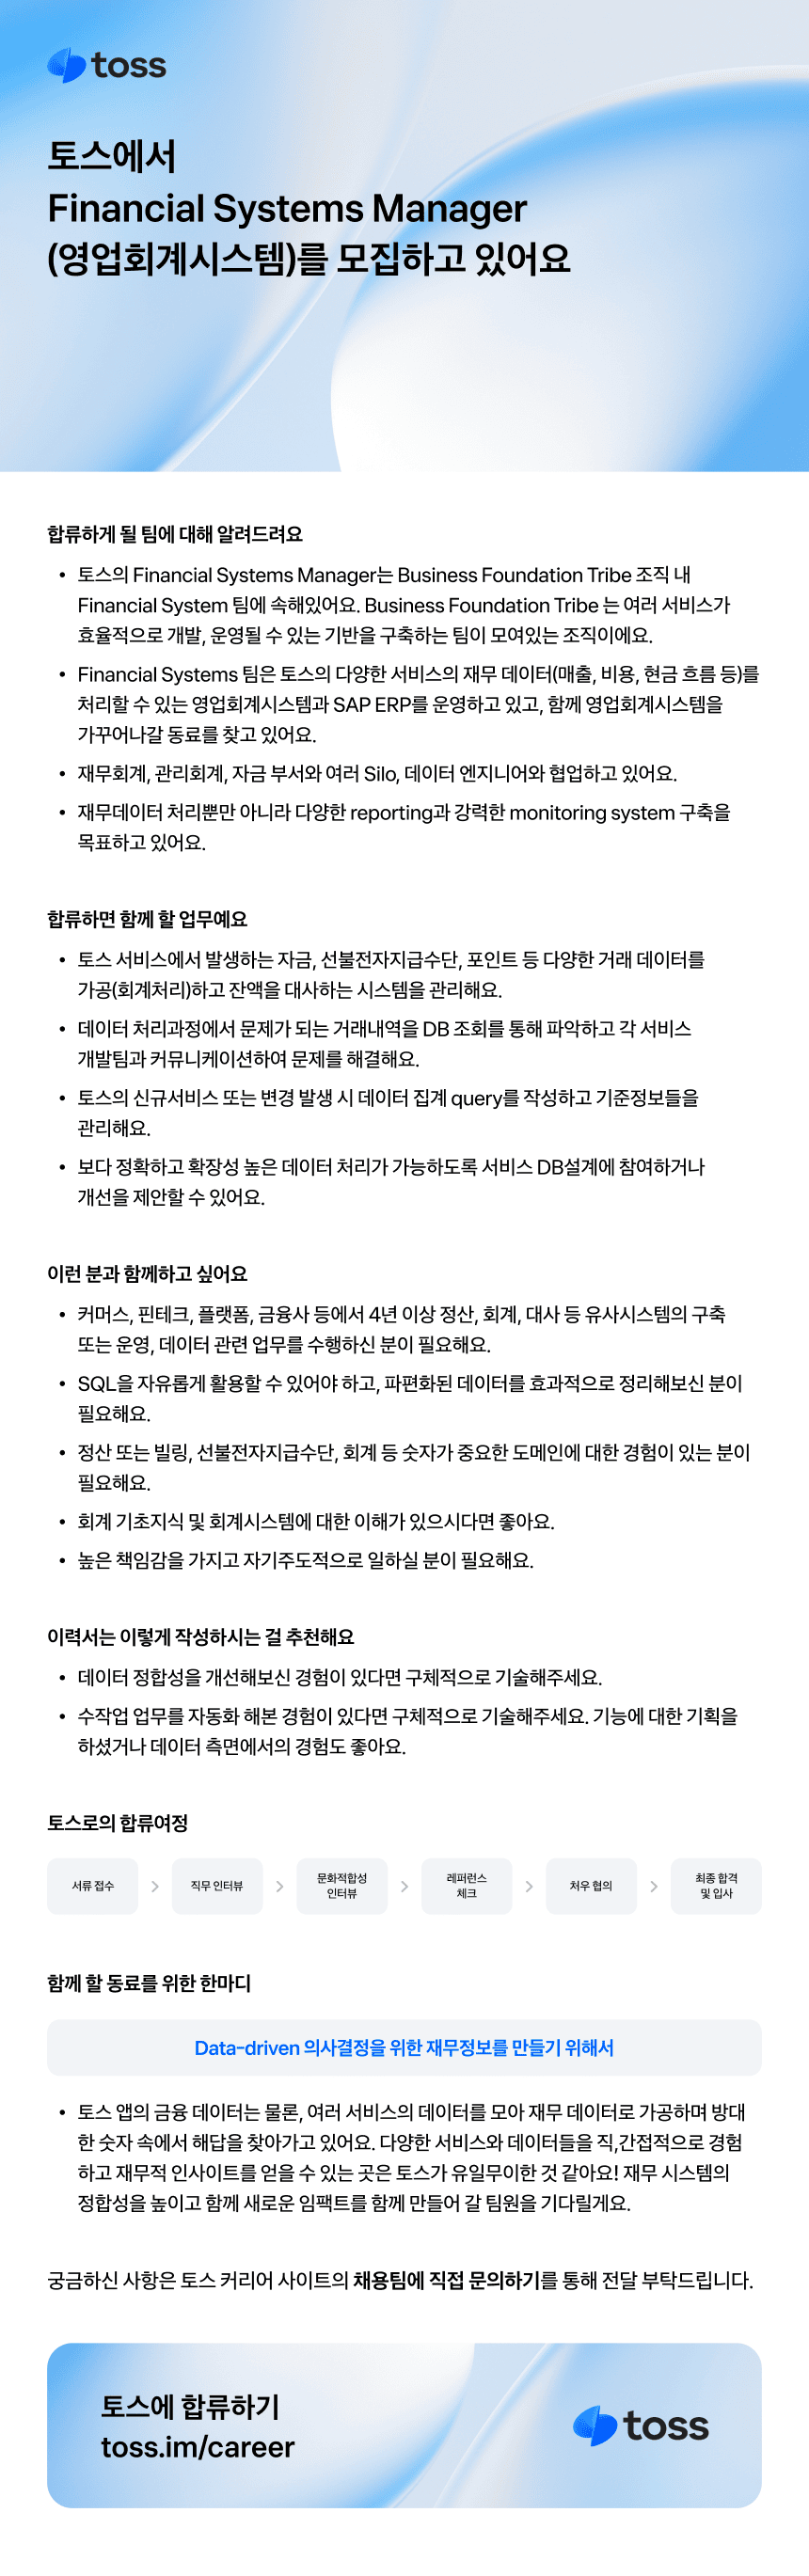 toss
토스에서
Financial Systems Manager
(영업회계시스템)를 모집하고 있어요
합류하게 될 팀에 대해 알려드려요
• 토스의 Financial Systems Manager는 Business Foundation Tribe 조직 내
Financial System 팀에 속해있어요. Business Foundation Tribe 는 여러 서비스가
효율적으로 개발, 운영될 수 있는 기반을 구축하는 팀이 모여있는 조직이에요.
• Financial Systems 팀은 토스의 다양한 서비스의 재무 데이터(매출, 비용, 현금 흐름 등)를
처리할 수 있는 영업회계시스템과 SAP ERP를 운영하고 있고, 함께 영업회계시스템을
가꾸어나갈 동료를 찾고 있어요.
• 재무회계, 관리회계, 자금 부서와 여러 Silo, 데이터 엔지니어와 협업하고 있어요.
• 재무데이터 처리뿐만 아니라 다양한 reporting과 강력한 monitoring system 구축을
목표하고 있어요.
합류하면 함께 할 업무예요
• 토스 서비스에서 발생하는 자금, 선불전자지급수단, 포인트 등 다양한 거래 데이터를
가공(회계처리)하고 잔액을 대사하는 시스템을 관리해요.
• 데이터 처리과정에서 문제가 되는 거래내역을 DB 조회를 통해 파악하고 각 서비스
개발팀과 커뮤니케이션하여 문제를 해결해요.
• 토스의 신규서비스 또는 변경 발생 시 데이터 집계 query를 작성하고 기준정보들을
관리해요.
• 보다 정확하고 확장성 높은 데이터 처리가 가능하도록 서비스 DB설계에 참여하거나
개선을 제안할 수 있어요.
이런 분과 함께하고 싶어요
• 커머스, 핀테크, 플랫폼, 금융사 등에서 4년 이상 정산, 회계, 대사 등 유사시스템의 구축
또는 운영, 데이터 관련 업무를 수행하신 분이 필요해요.
• SQL을 자유롭게 활용할 수 있어야 하고, 파편화된 데이터를 효과적으로 정리해보신 분이
필요해요.
• 정산 또는 빌링, 선불전자지급수단, 회계 등 숫자가 중요한 도메인에 대한 경험이 있는 분이
필요해요.
• 회계 기초지식 및 회계시스템에 대한 이해가 있으시다면 좋아요.
• 높은 책임감을 가지고 자기주도적으로 일하실 분이 필요해요.
이력서는 이렇게 작성하시는 걸 추천해요
• 데이터 정합성을 개선해보신 경험이 있다면 구체적으로 기술해주세요.
• 수작업 업무를 자동화 해본 경험이 있다면 구체적으로 기술해주세요. 기능에 대한 기획을
하셨거나 데이터 측면에서의 경험도 좋아요.
토스로의 합류여정
서류 접수
직무 인터뷰
문화적합성
인터뷰
레퍼런스
체크
처우 협의
최종 합격
및 입사
함께 할 동료를 위한 한마디
Data-driven 의사결정을 위한 재무정보를 만들기 위해서
• 토스 앱의 금융 데이터는 물론, 여러 서비스의 데이터를 모아 재무 데이터로 가공하며 방대
한 숫자 속에서 해답을 찾아가고 있어요. 다양한 서비스와 데이터들을 직,간접적으로 경험
하고 재무적 인사이트를 얻을 수 있는 곳은 토스가 유일무이한 것 같아요! 재무 시스템의
정합성을 높이고 함께 새로운 임팩트를 함께 만들어 갈 팀원을 기다릴게요.
궁금하신 사항은 토스 커리어 사이트의 채용팀에 직접 문의하기를 통해 전달 부탁드립니다.
토스에 합류하기
toss.im/career
toss